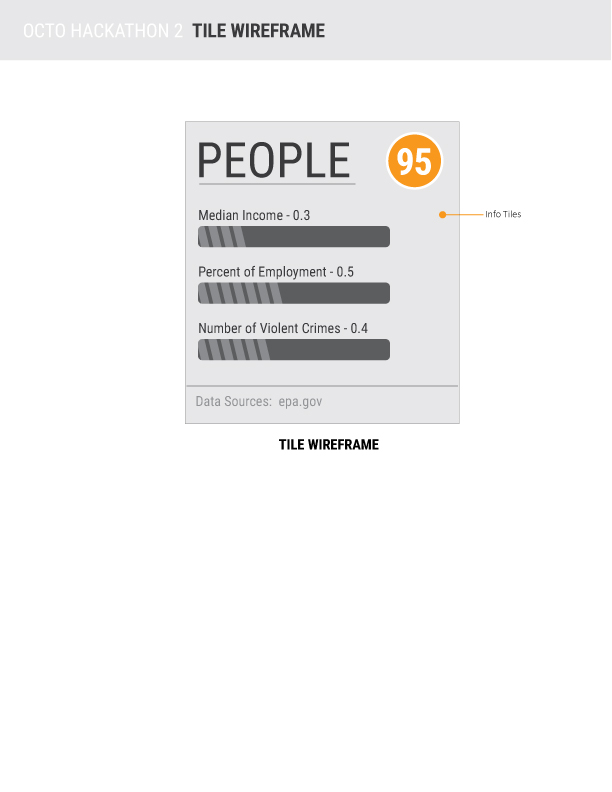 OCTO HACKATHON 2 TILE WIREFRAME
PEOPLE 95
Median Income - 0.3
Info Tiles
Percent of Employment - 0.5
Number of Violent Crimes - 0.4
Data Sources: epa.gov
TILE WIREFRAME